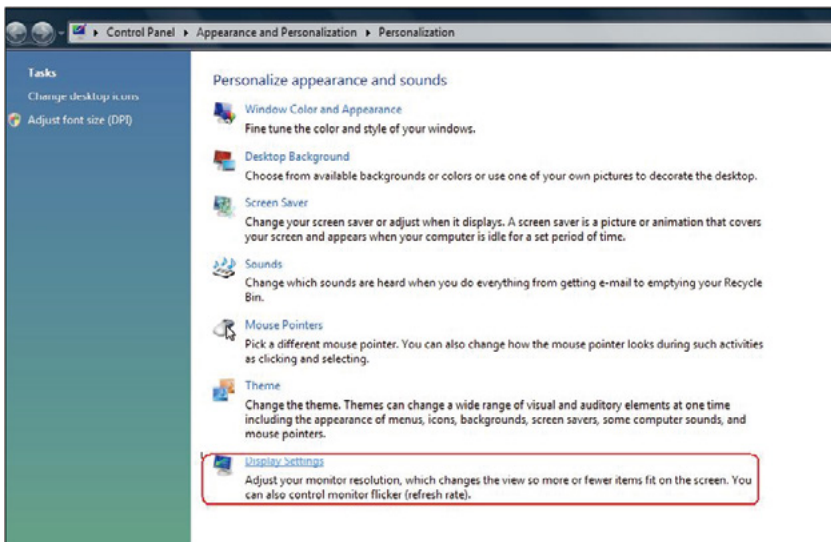 Control Panel ▸ Appearance and Personalization ▸ Personalization
Tasks
Change desktop icons
Adjust font size (DPI)
Personalize appearance and sounds
Window Color and Appearance
Fine tune the color and style of your windows.
Desktop Background
Choose from available backgrounds or colors or use one of your own pictures to decorate the desktop.
Screen Saver
Change your screen saver or adjust when it displays. A screen saver is a picture or animation that covers
your screen and appears when your computer is idle for a set period of time.
Sounds
Change which sounds are heard when you do everything from getting e-mail to emptying your Recycle
Bin.
Mouse Pointers
Pick a different mouse pointer. You can also change how the mouse pointer looks during such activities
as clicking and selecting.
Theme
Change the theme. Themes can change a wide range of visual and auditory elements at one time
including the appearance of menus, icons, backgrounds, screen savers, some computer sounds, and
mouse pointers.
Display Settings
Adjust your monitor resolution, which changes the view so more or fewer items fit on the screen. You
can also control monitor flicker (refresh rate).